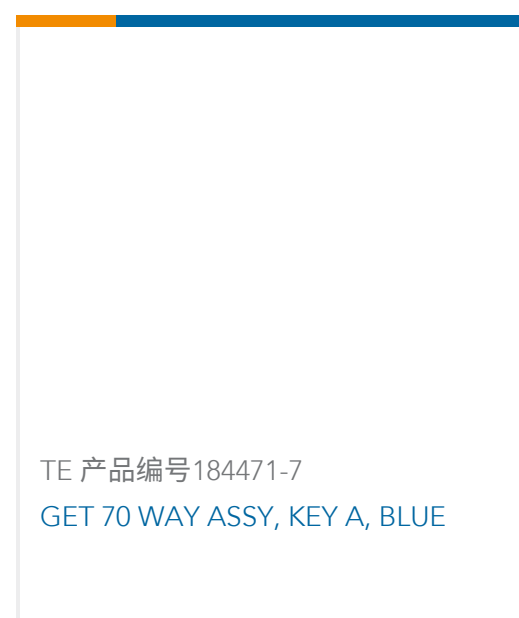 TE 产品编号184471-7
GET 70 WAY ASSY, KEY A, BLUE